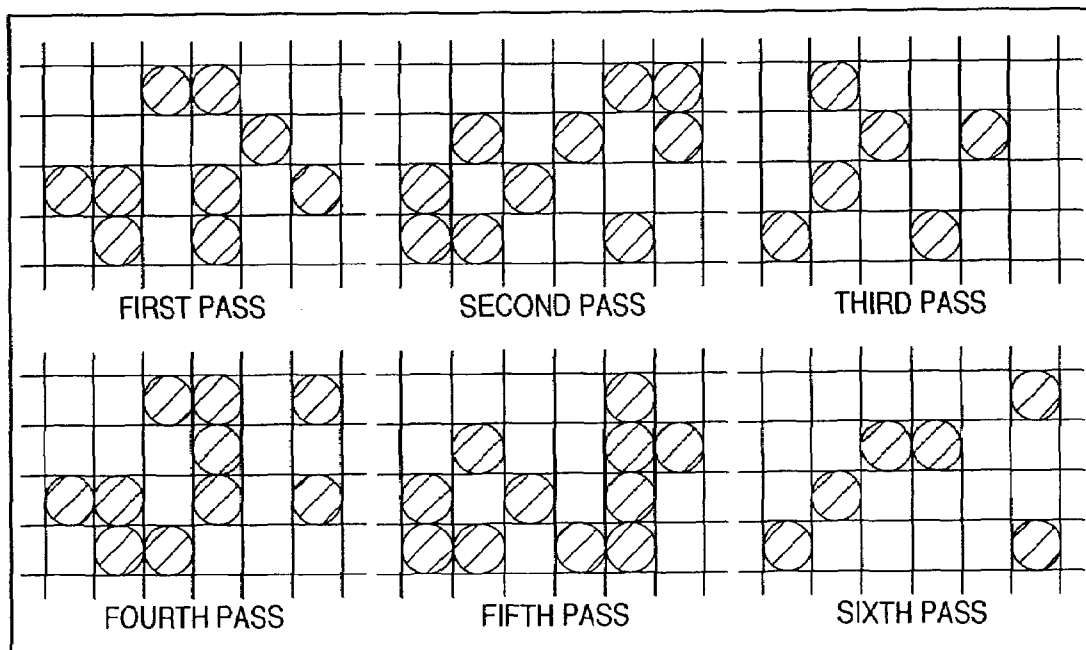 FIRST PASS
SECOND PASS
THIRD PASS
FOURTH PASS
FIFTH PASS
SIXTH PASS